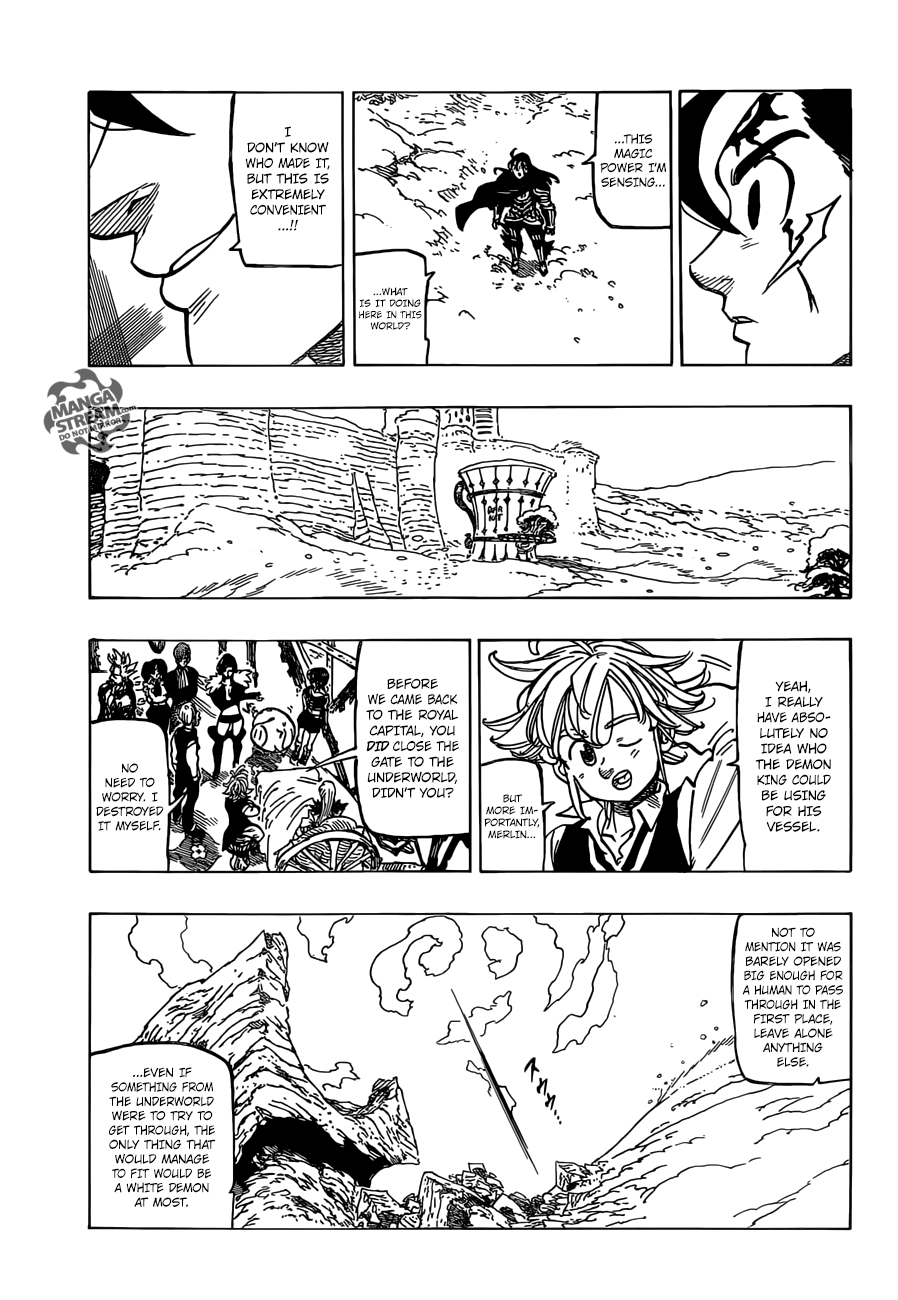 ...THIS
MAGIC
POWER I'M
SENSING...
...WHAT
IS IT DOING
HERE IN THIS
WORLD?
I
DON'T KNOW
WHO MADE IT,
BUT THIS IS
EXTREMELY
CONVENIENT
...!!
MANGA
STREAM.com
DO NOT MIRROR
BOAR
HAT
YEAH,
I REALLY
HAVE ABSO-
LUTELY NO
IDEA WHO
THE DEMON
KING COULD
BE USING
FOR HIS
VESSEL.
BUT
MORE IM-
PORTANTLY,
MERLIN...
BEFORE
WE CAME BACK
TO THE ROYAL
CAPITAL, YOU
DID CLOSE THE
GATE TO THE
UNDERWORLD,
DIDN'T YOU?
NO
NEED TO
WORRY. I
DESTROYED
IT MYSELF.
NOT TO
MENTION IT WAS
BARELY OPENED
BIG ENOUGH FOR
A HUMAN TO PASS
THROUGH IN THE
FIRST PLACE,
LEAVE ALONE
ANYTHING
ELSE.
...EVEN IF
SOMETHING FROM
THE UNDERWORLD
WERE TO TRY TO
GET THROUGH, THE
ONLY THING THAT
WOULD MANAGE
TO FIT WOULD BE
A WHITE DEMON
AT MOST.